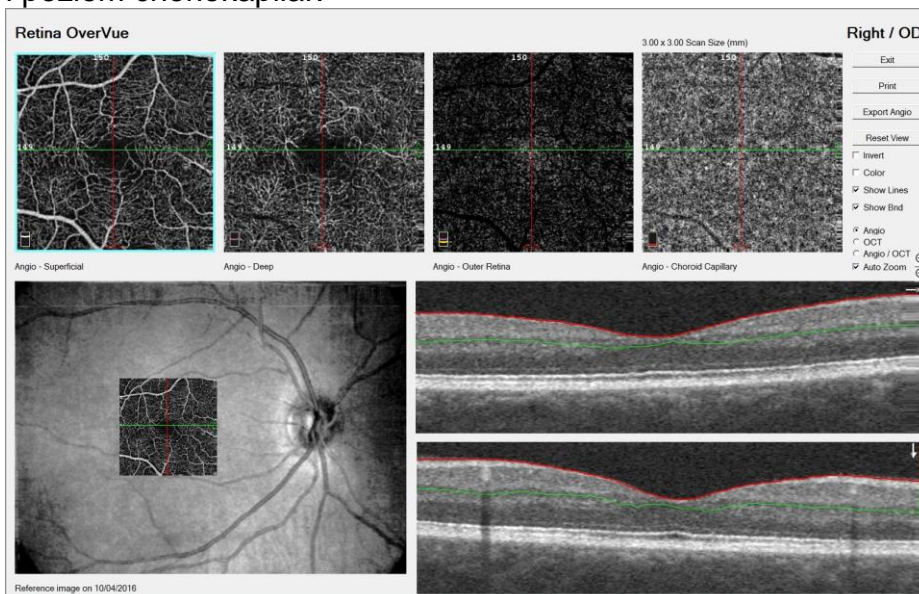 Retina OverVue
Right / OD
3.00 x 3.00 Scan Size (mm)
150
149
150
149
150
149
150
149
Angio - Superficial
Angio - Deep
Angio - Outer Retina
Angio - Choroid Capillary
Exit
Print
Export Angio
Reset View
Invert
Color
Show Lines
Show Bnd
Angio
OCT
Angio / OCT
Auto Zoom
Reference image on 10/04/2016